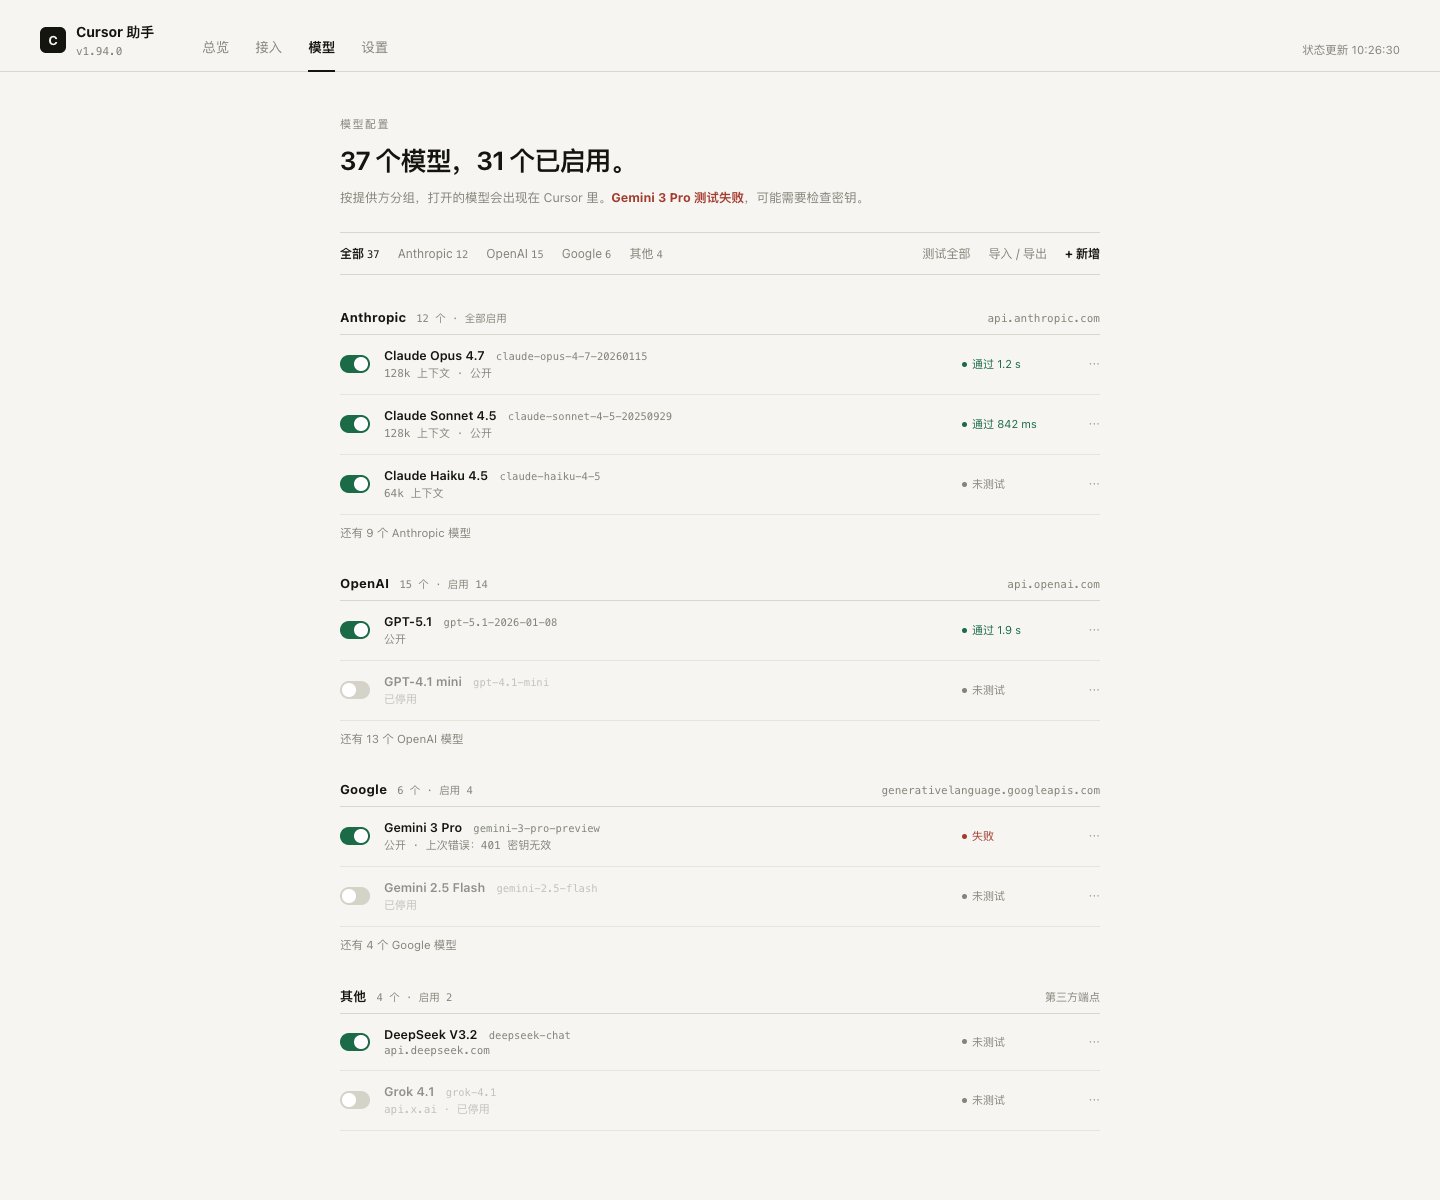 C
Cursor 助手
v1.94.0
总览 接入 模型 设置
状态更新 10:26:30
模型配置
37 个模型，31 个已启用。
按提供方分组，打开的模型会出现在 Cursor 里。Gemini 3 Pro 测试失败，可能需要检查密钥。
全部 37 Anthropic 12 OpenAI 15 Google 6 其他 4 测试全部 导入 / 导出 + 新增
Anthropic 12 个 · 全部启用 api.anthropic.com
Claude Opus 4.7 claude-opus-4-7-20260115
128k 上下文 · 公开
通过 1.2 s ···
Claude Sonnet 4.5 claude-sonnet-4-5-20250929
128k 上下文 · 公开
通过 842 ms ···
Claude Haiku 4.5 claude-haiku-4-5
64k 上下文
未测试 ···
还有 9 个 Anthropic 模型
OpenAI 15 个 · 启用 14 api.openai.com
GPT-5.1 gpt-5.1-2026-01-08
公开
通过 1.9 s ···
GPT-4.1 mini gpt-4.1-mini
已停用
未测试 ···
还有 13 个 OpenAI 模型
Google 6 个 · 启用 4 generativelanguage.googleapis.com
Gemini 3 Pro gemini-3-pro-preview
公开 · 上次错误：401 密钥无效
失败 ···
Gemini 2.5 Flash gemini-2.5-flash
已停用
未测试 ···
还有 4 个 Google 模型
其他 4 个 · 启用 2 第三方端点
DeepSeek V3.2 deepseek-chat
api.deepseek.com
未测试 ···
Grok 4.1 grok-4.1
api.x.ai · 已停用
未测试 ···